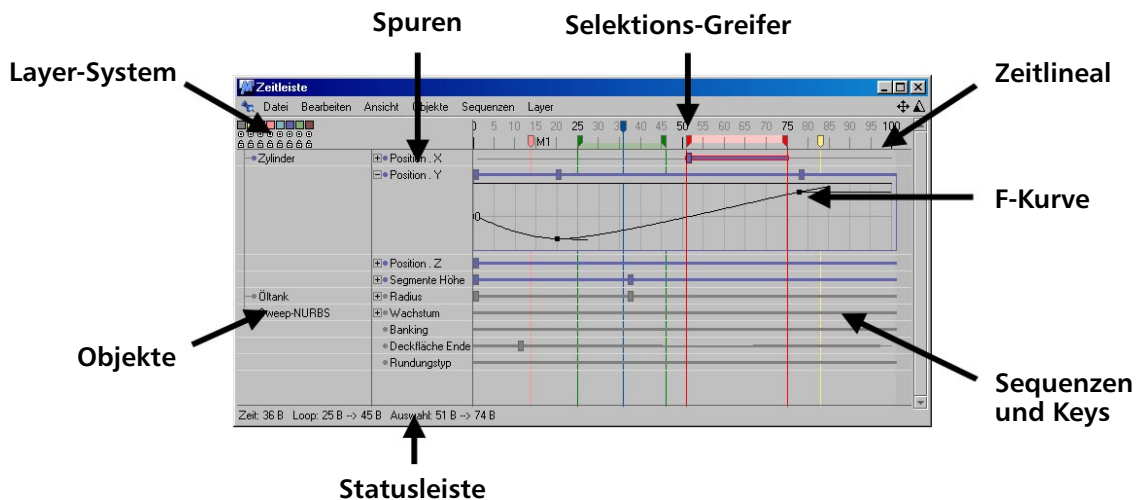 Spuren
Selektions-Greifer
Layer-System
Zeitlineal
Zeitleiste
Datei Bearbeiten Ansicht Objekte Sequenzen Layer
0 5 10 15 20 25 30 35 40 45 50 55 60 65 70 75 80 85 90 95 100
M1
Zylinder
Position . X
Position . Y
0
F-Kurve
Position . Z
Segmente Höhe
Öltank
Radius
Sweep-NURBS
Wachstum
Banking
Deckfläche Ende
Rundungstyp
Objekte
Sequenzen
und Keys
Zeit: 36 B Loop: 25 B --> 45 B Auswahl: 51 B --> 74 B
Statusleiste